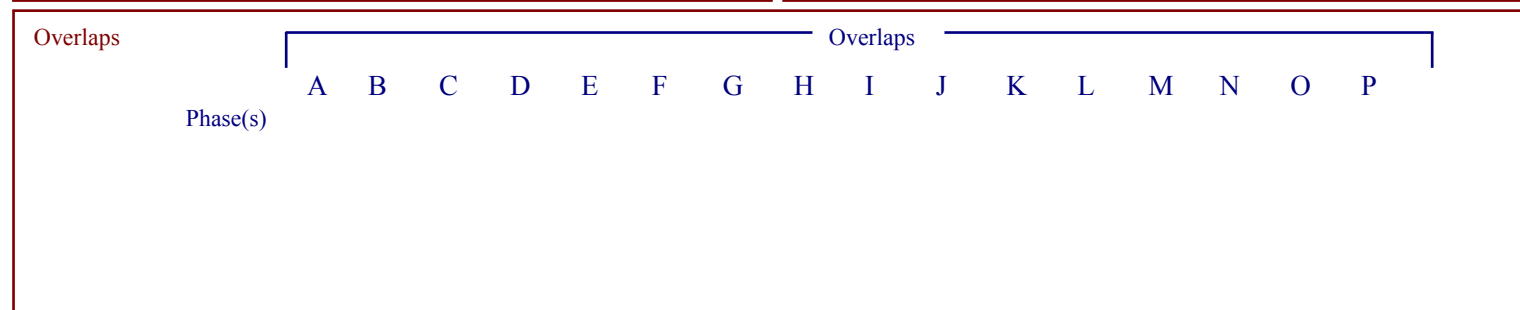 Overlaps
Overlaps
A B C D E F G H I J K L M N O P
Phase(s)